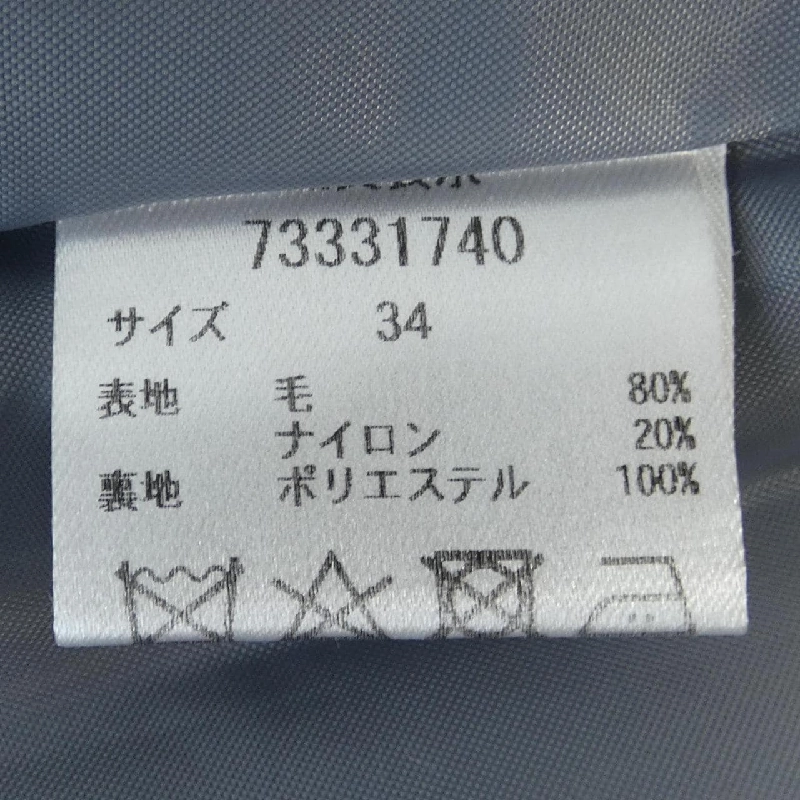 73331740
サイズ 34
表地 毛 80%
ナイロン 20%
裏地 ポリエステル 100%